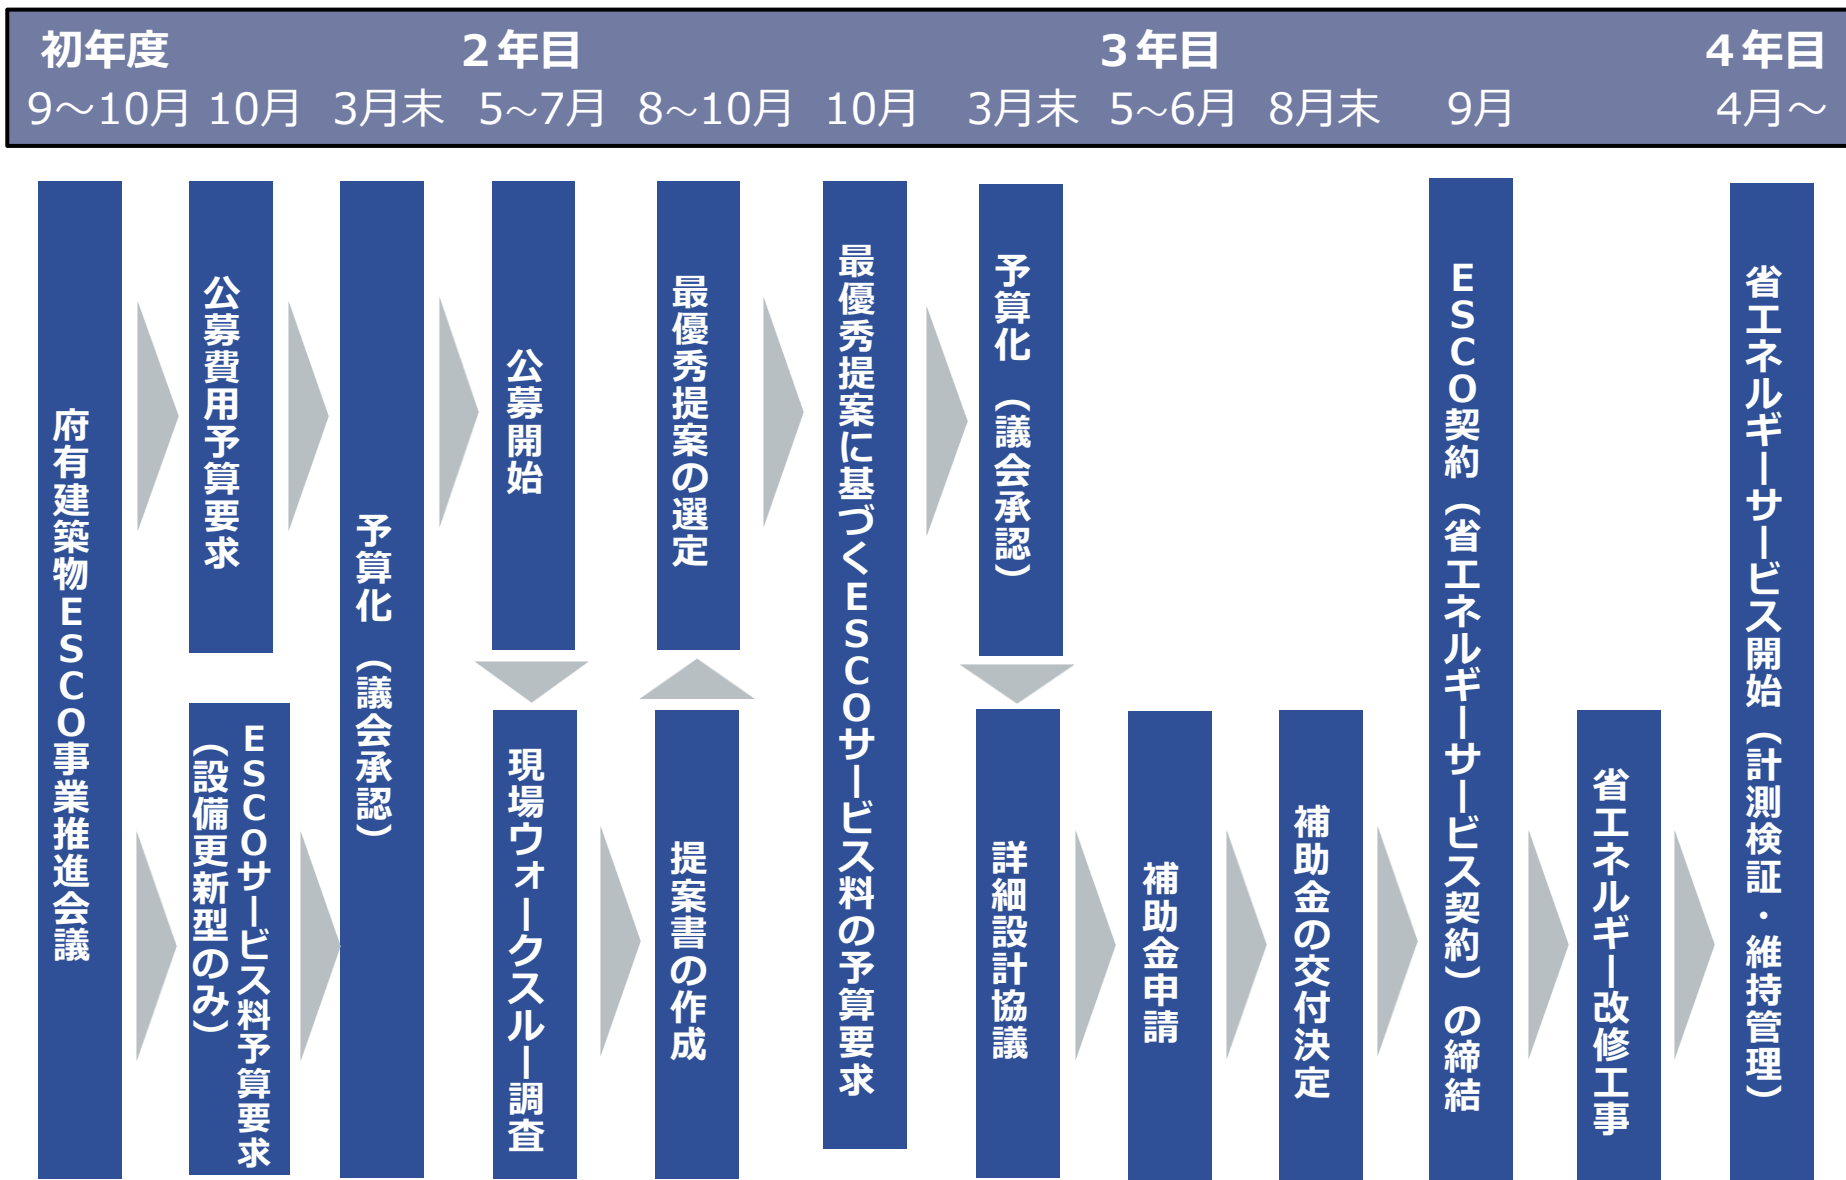 初年度 2年目 3年目 4年目
9～10月 10月 3月末 5～7月 8～10月 10月 3月末 5～6月 8月末 9月 4月～
府有建築物ESCO事業推進会議
公募費用予算要求
ESCOサービス料予算要求
（設備更新型のみ）
予算化 （議会承認）
公募開始
現場ウォークスルー調査
最優秀提案の選定
提案書の作成
最優秀提案に基づくESCOサービス料の予算要求
予算化 （議会承認）
詳細設計協議
補助金申請
補助金の交付決定
ESCO契約（省エネルギーサービス契約）の締結
省エネルギー改修工事
省エネルギーサービス開始（計測検証・維持管理）